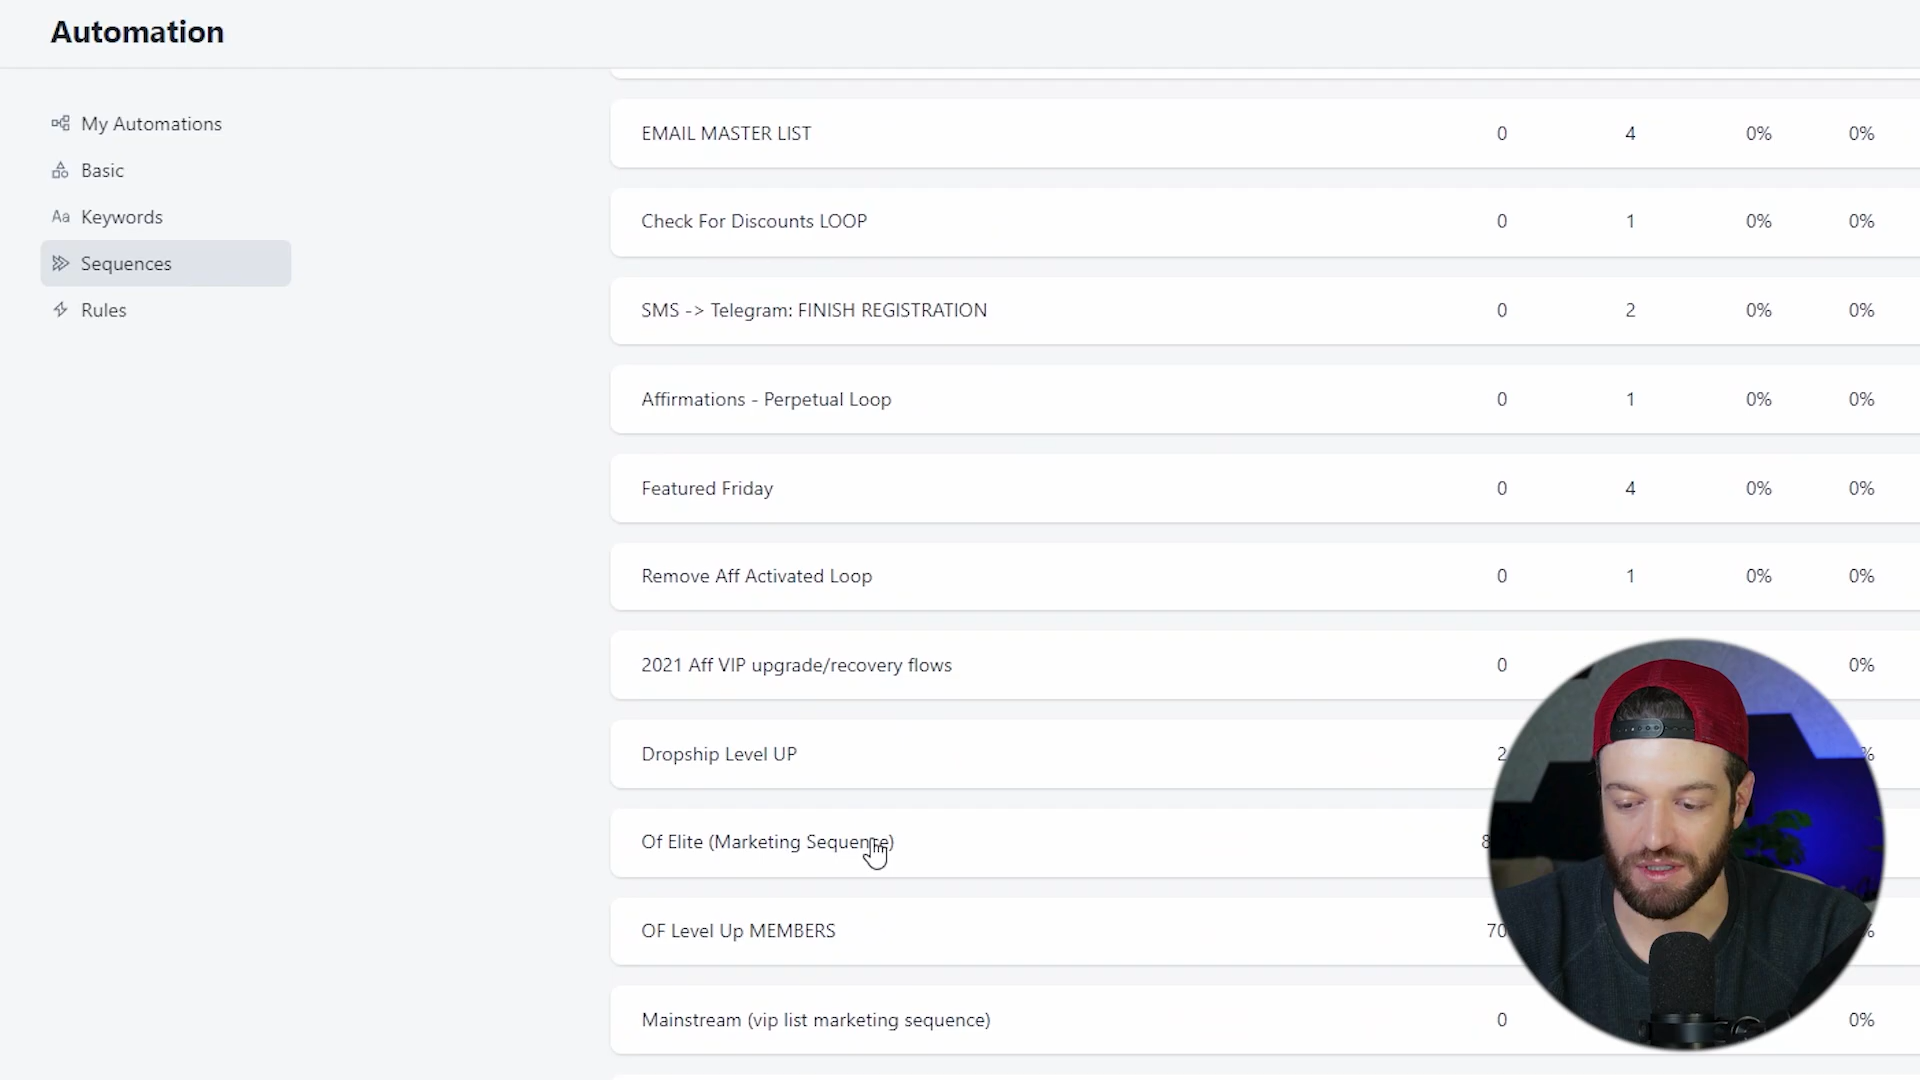 Automation
My Automations
Basic
Aa Keywords
Sequences
Rules
EMAIL MASTER LIST 0 4 0% 0%
Check For Discounts LOOP 0 1 0% 0%
SMS -> Telegram: FINISH REGISTRATION 0 2 0% 0%
Affirmations - Perpetual Loop 0 1 0% 0%
Featured Friday 0 4 0% 0%
Remove Aff Activated Loop 0 1 0% 0%
2021 Aff VIP upgrade/recovery flows 0 0%
Dropship Level UP 2 %
Of Elite (Marketing Sequence) 8
OF Level Up MEMBERS 70 %
Mainstream (vip list marketing sequence) 0 0%